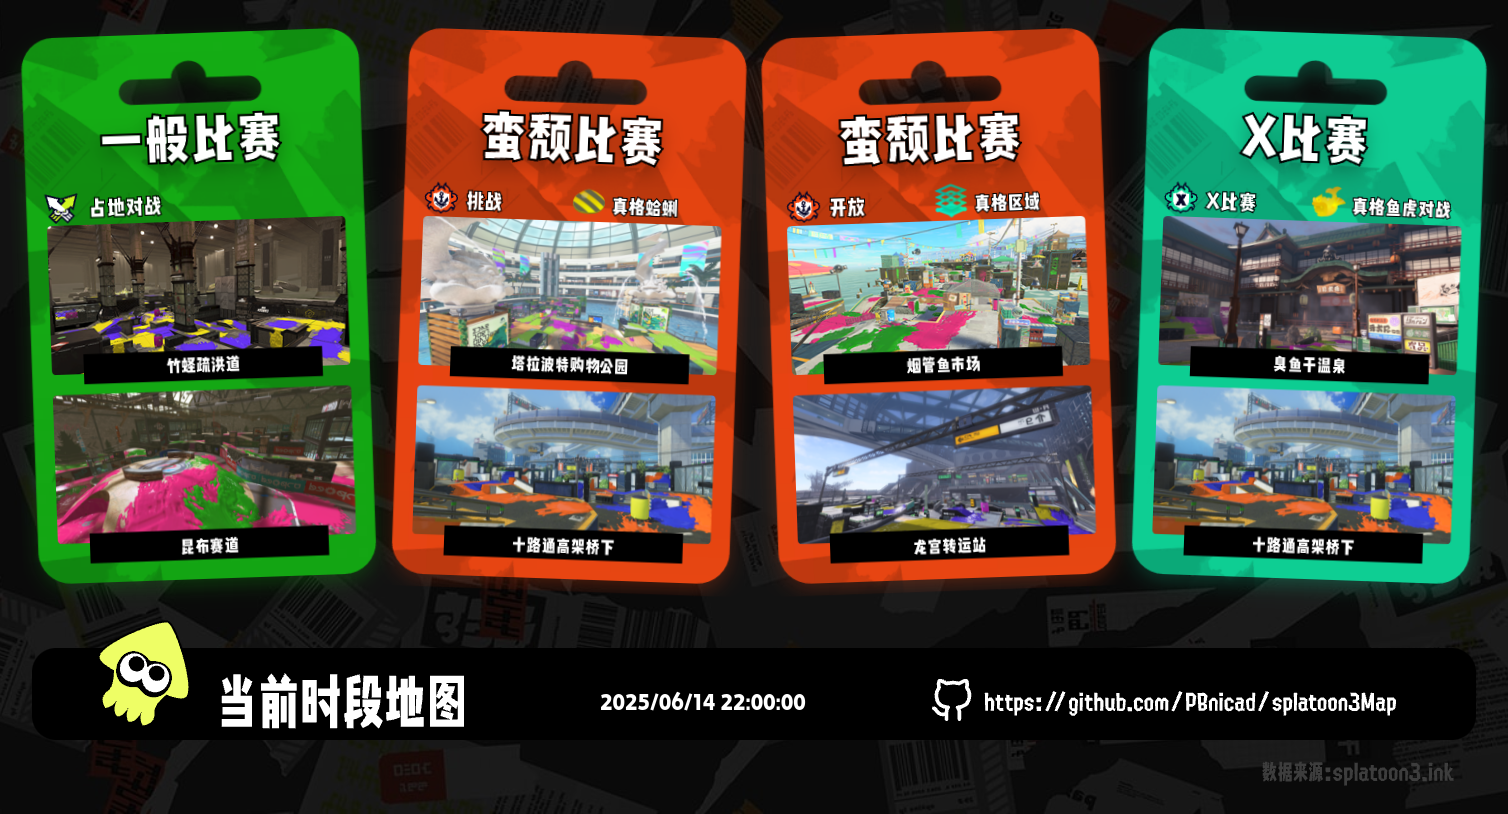 一般比赛
占地对战
竹蛏疏洪道
昆布赛道
蛮颓比赛
挑战
真格蛤蜊
塔拉波特购物公园
十路通高架桥下
蛮颓比赛
开放
真格区域
烟管鱼市场
龙宫转运站
X比赛
X比赛
真格鱼虎对战
臭鱼干温泉
十路通高架桥下
当前时段地图
2025/06/14 22:00:00
https://github.com/PBnicad/splatoon3Map
数据来源:splatoon3.ink